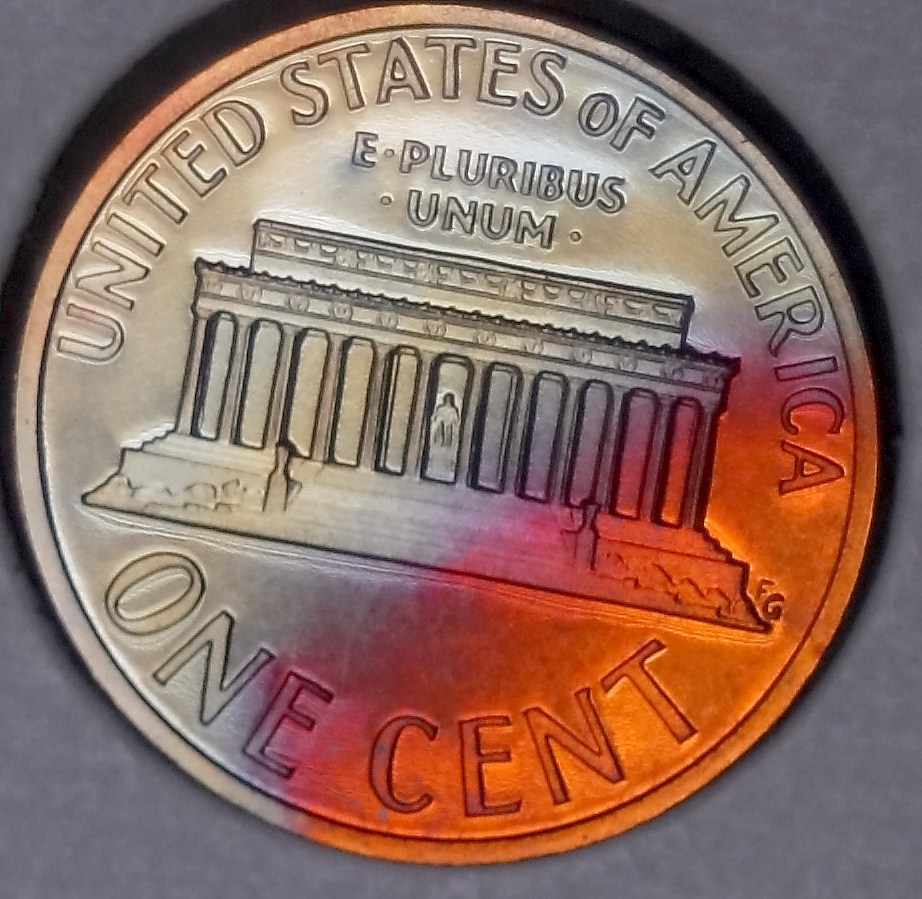 UNITED STATES OF AMERICA
E·PLURIBUS
·UNUM·
FG
ONE CENT